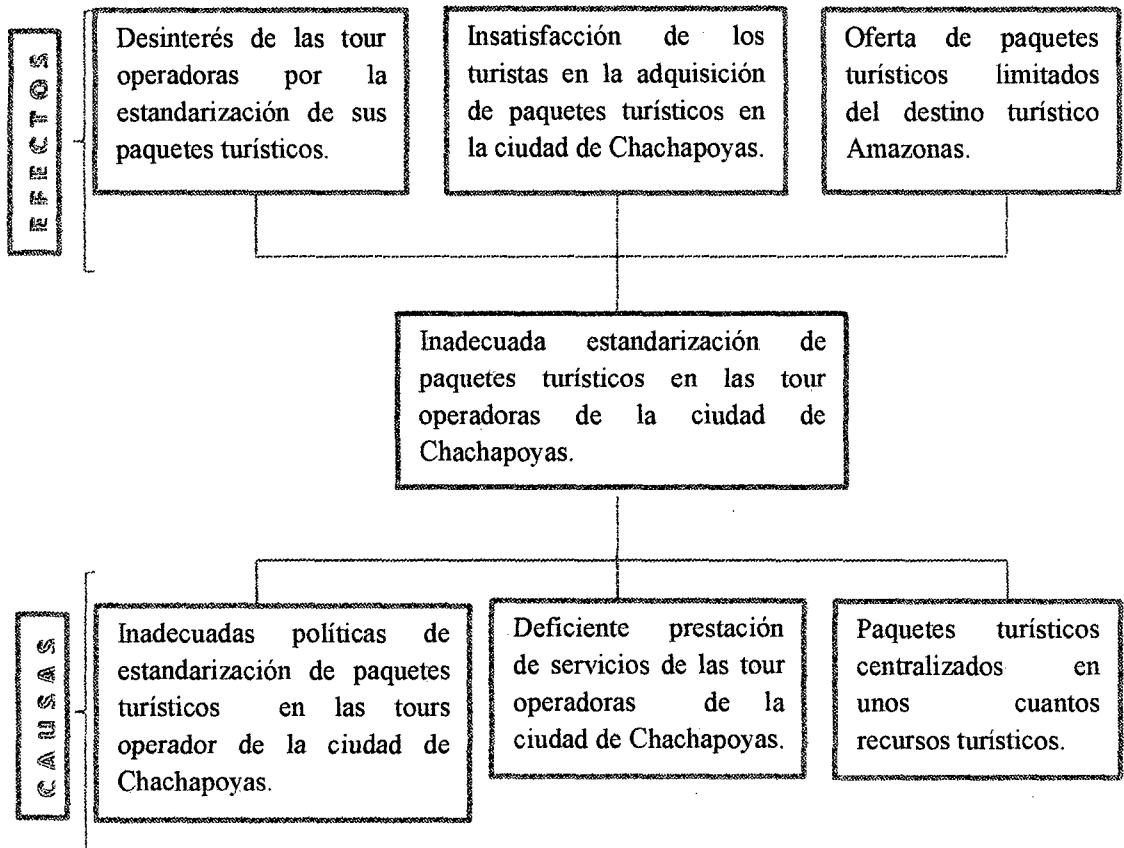 EFECTOS
Desinterés de las tour
operadoras por la
estandarización de sus
paquetes turísticos.
Insatisfacción de los
turistas en la adquisición
de paquetes turísticos en
la ciudad de Chachapoyas.
Oferta de paquetes
turísticos limitados
del destino turístico
Amazonas.
Inadecuada estandarización de
paquetes turísticos en las tour
operadoras de la ciudad de
Chachapoyas.
CAUSAS
Inadecuadas políticas de
estandarización de paquetes
turísticos en las tours
operador de la ciudad de
Chachapoyas.
Deficiente prestación
de servicios de las tour
operadoras de la
ciudad de Chachapoyas.
Paquetes turísticos
centralizados en
unos cuantos
recursos turísticos.